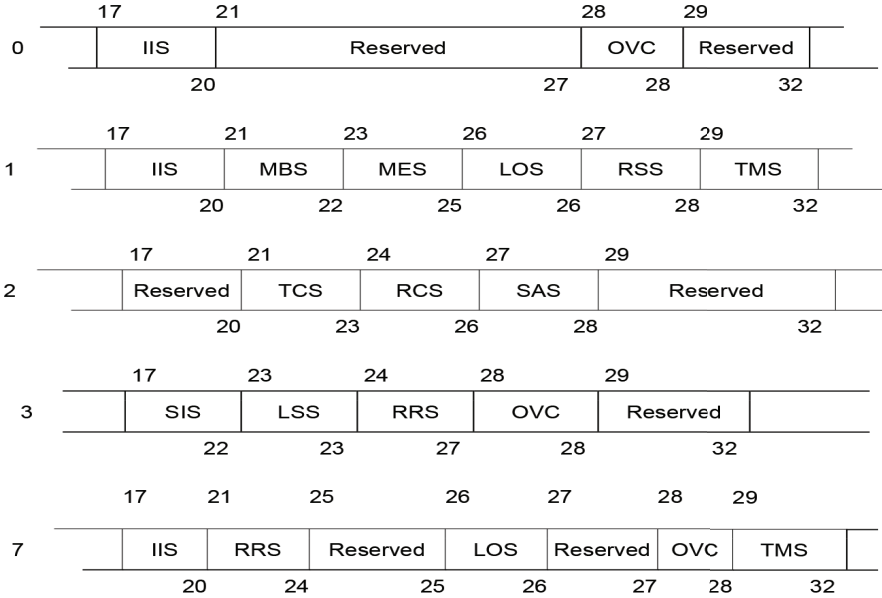 17 21 28 29
0 IIS Reserved OVC Reserved
20 27 28 32
17 21 23 26 27 29
1 IIS MBS MES LOS RSS TMS
20 22 25 26 28 32
17 21 24 27 29
2 Reserved TCS RCS SAS Reserved
20 23 26 28 32
17 23 24 28 29
3 SIS LSS RRS OVC Reserved
22 23 27 28 32
17 21 25 26 27 28 29
7 IIS RRS Reserved LOS Reserved OVC TMS
20 24 25 26 27 28 32